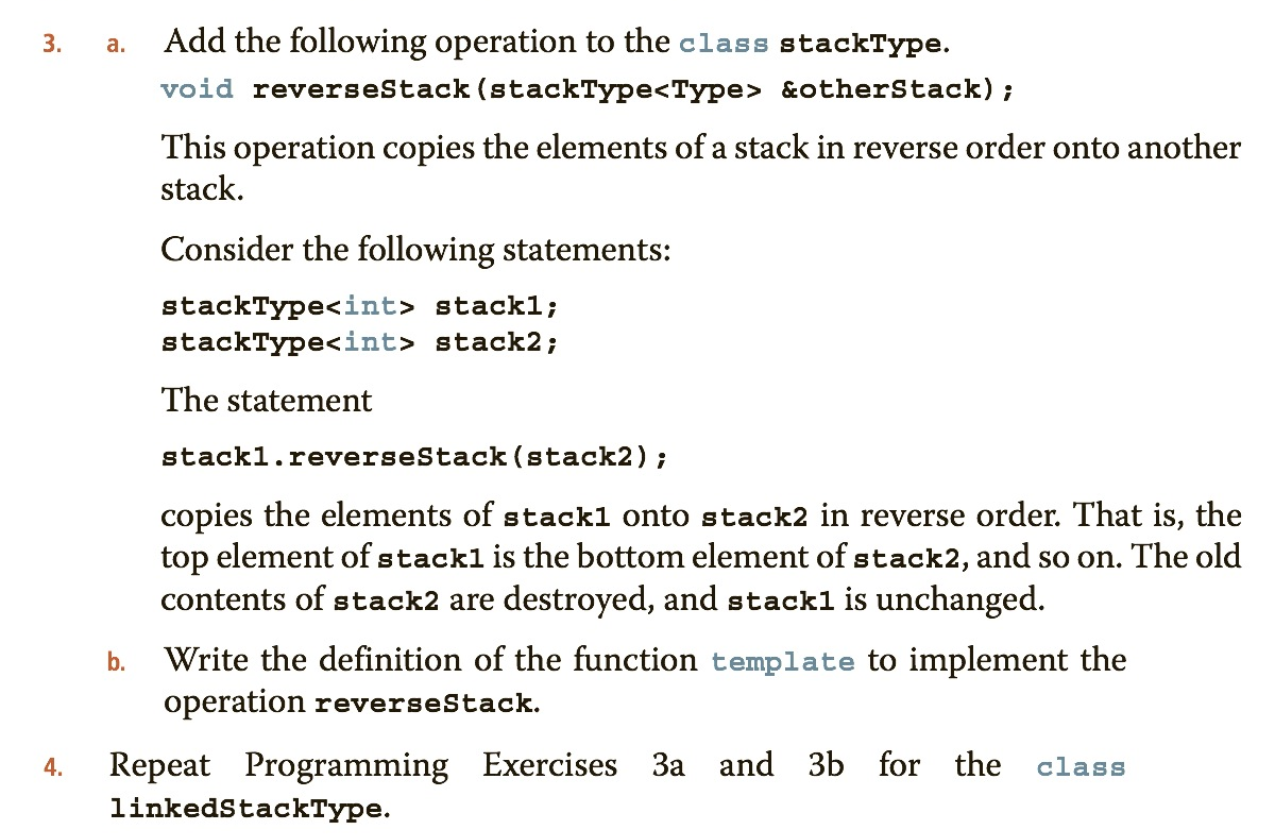 3. a. Add the following operation to the class stackType.
void reverseStack(stackType<Type> &otherStack);
This operation copies the elements of a stack in reverse order onto another
stack.
Consider the following statements:
stackType<int> stack1;
stackType<int> stack2;
The statement
stack1.reverseStack(stack2);
copies the elements of stack1 onto stack2 in reverse order. That is, the
top element of stack1 is the bottom element of stack2, and so on. The old
contents of stack2 are destroyed, and stack1 is unchanged.
b. Write the definition of the function template to implement the
operation reverseStack.
4. Repeat Programming Exercises 3a and 3b for the class
linkedStackType.